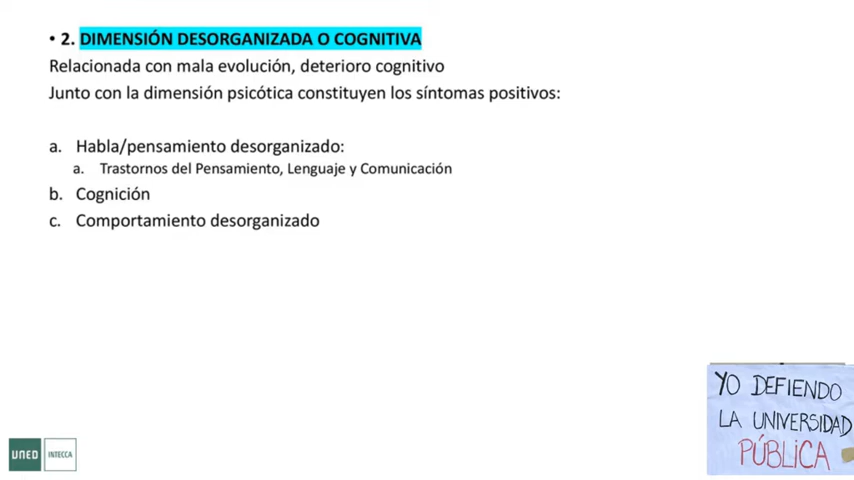 • 2. DIMENSIÓN DESORGANIZADA O COGNITIVA
Relacionada con mala evolución, deterioro cognitivo
Junto con la dimensión psicótica constituyen los síntomas positivos:
a. Habla/pensamiento desorganizado:
a. Trastornos del Pensamiento, Lenguaje y Comunicación
b. Cognición
c. Comportamiento desorganizado
YO DEFIENDO
LA UNIVERSIDAD
PÚBLICA
UNED INTECCA